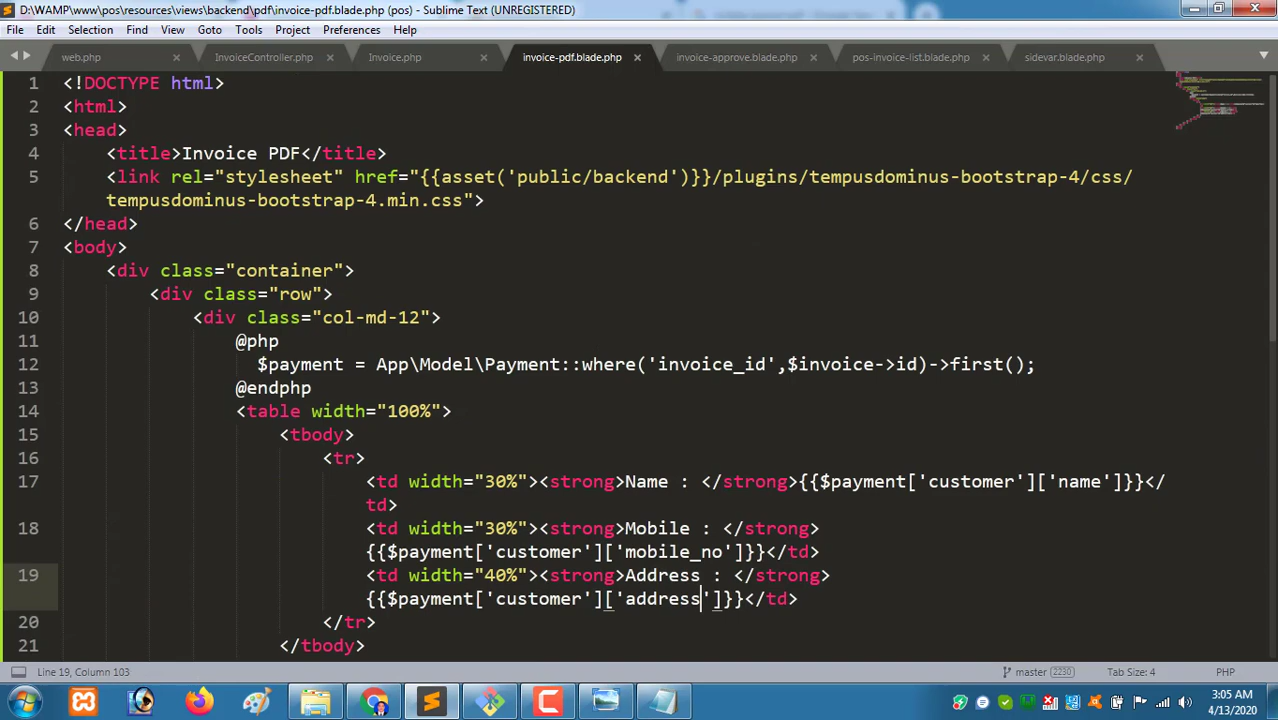 D:\WAMP\www\pos\resources\views\backend\pdf\invoice-pdf.blade.php (pos) - Sublime Text (UNREGISTERED)
File Edit Selection Find View Goto Tools Project Preferences Help
web.php InvoiceController.php Invoice.php invoice-pdf.blade.php invoice-approve.blade.php pos-invoice-list.blade.php sidevar.blade.php
1 <!DOCTYPE html>
2 <html>
3 <head>
4 <title>Invoice PDF</title>
5 <link rel="stylesheet" href="{{asset('public/backend')}}/plugins/tempusdominus-bootstrap-4/css/
tempusdominus-bootstrap-4.min.css">
6 </head>
7 <body>
8 <div class="container">
9 <div class="row">
10 <div class="col-md-12">
11 @php
12 $payment = App\Model\Payment::where('invoice_id',$invoice->id)->first();
13 @endphp
14 <table width="100%">
15 <tbody>
16 <tr>
17 <td width="30%"><strong>Name : </strong>{{$payment['customer']['name']}}</
td>
18 <td width="30%"><strong>Mobile : </strong>
{{$payment['customer']['mobile_no']}}</td>
19 <td width="40%"><strong>Address : </strong>
{{$payment['customer']['address']}}</td>
20 </tr>
21 </tbody>
Line 19, Column 103 master 2230 Tab Size: 4 PHP
3:05 AM
4/13/2020